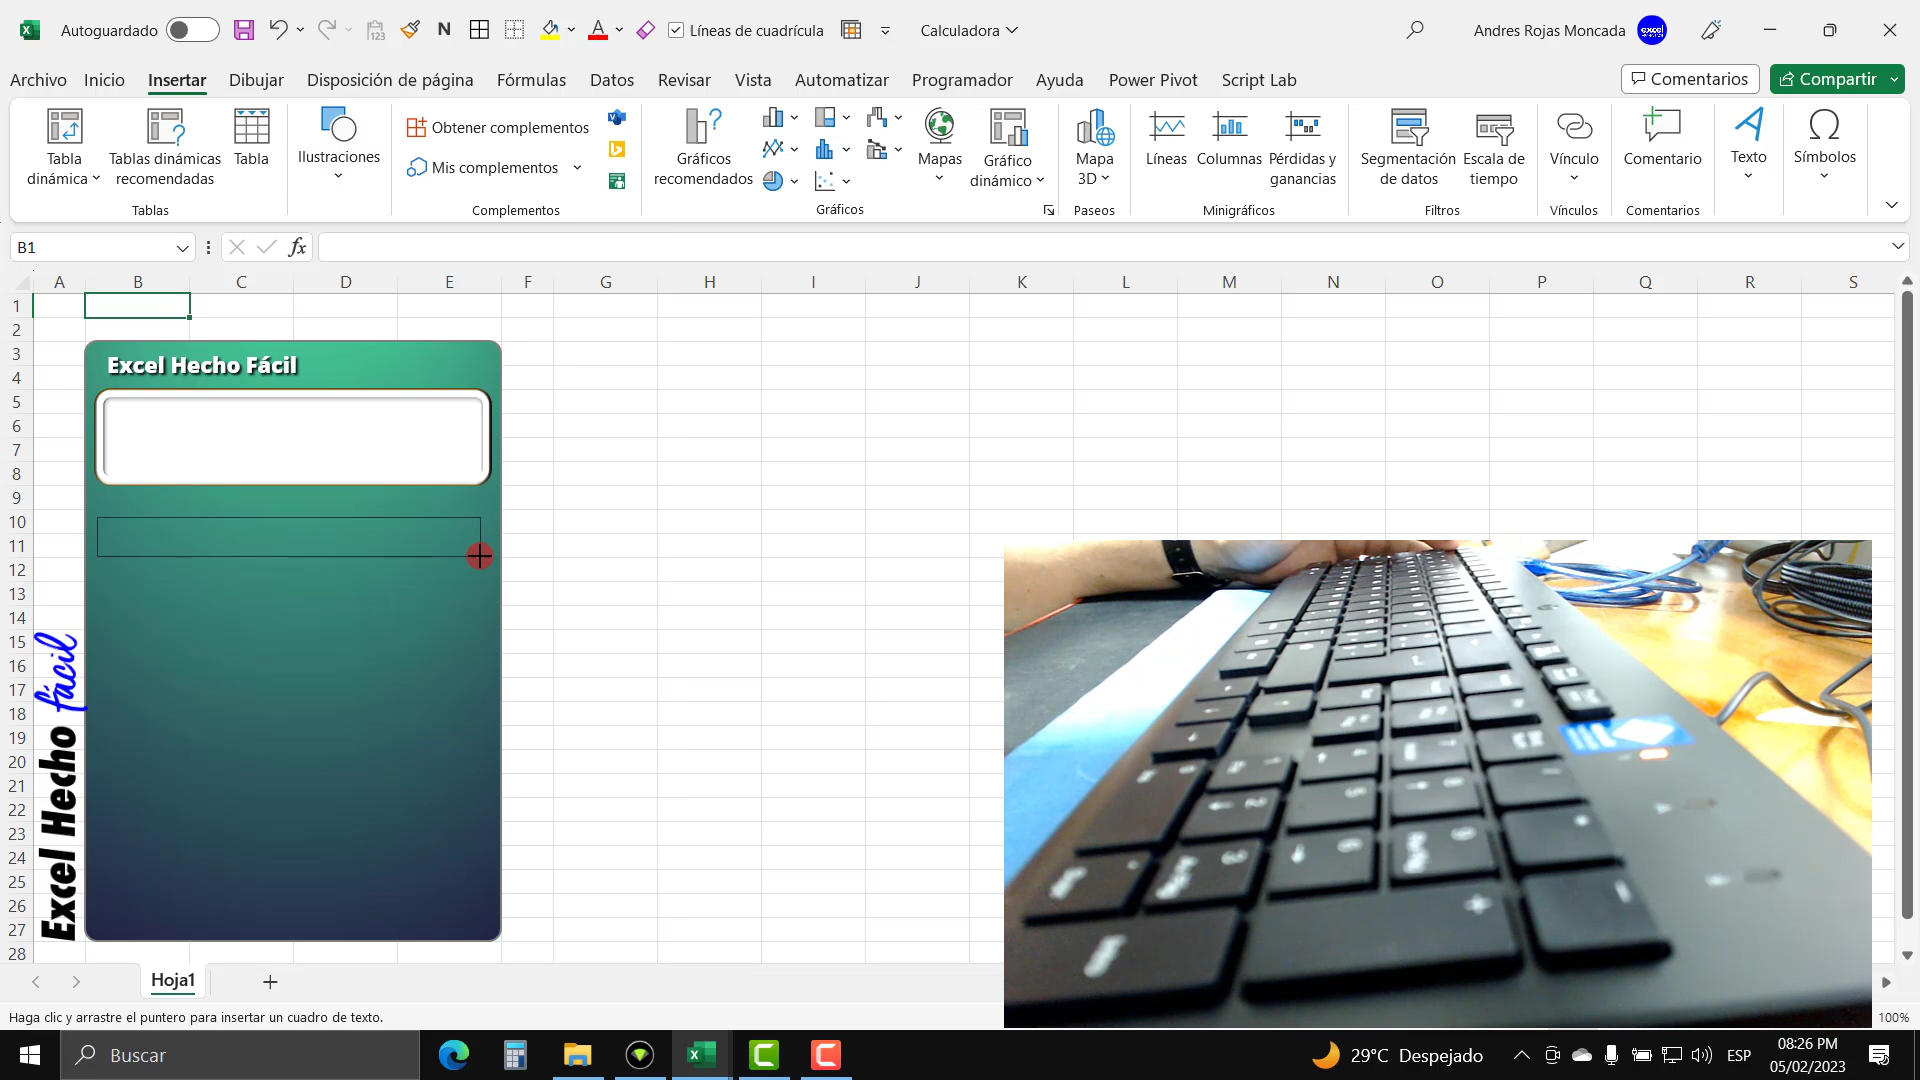 Autoguardado
N
Líneas de cuadrícula
Calculadora
Andres Rojas Moncada
Archivo Inicio Insertar Dibujar Disposición de página Fórmulas Datos Revisar Vista Automatizar Programador Ayuda Power Pivot Script Lab
Comentarios
Compartir
Tabla dinámica
Tablas dinámicas recomendadas
Tabla
Tablas
Ilustraciones
Obtener complementos
Mis complementos
Complementos
Gráficos recomendados
Mapas
Gráfico dinámico
Gráficos
Mapa 3D
Paseos
Líneas
Columnas
Pérdidas y ganancias
Minigráficos
Segmentación de datos
Escala de tiempo
Filtros
Vínculo
Vínculos
Comentario
Comentarios
Texto
Símbolos
B1
fx
A B C D E F G H I J K L M N O P Q R S
1
2
3
4
5
6
7
8
9
10
11
12
13
14
15
16
17
18
19
20
21
22
23
24
25
26
27
28
Excel Hecho Fácil
Excel Hecho fácil
Hoja1
Haga clic y arrastre el puntero para insertar un cuadro de texto.
100%
Buscar
29°C Despejado
ESP
08:26 PM
05/02/2023